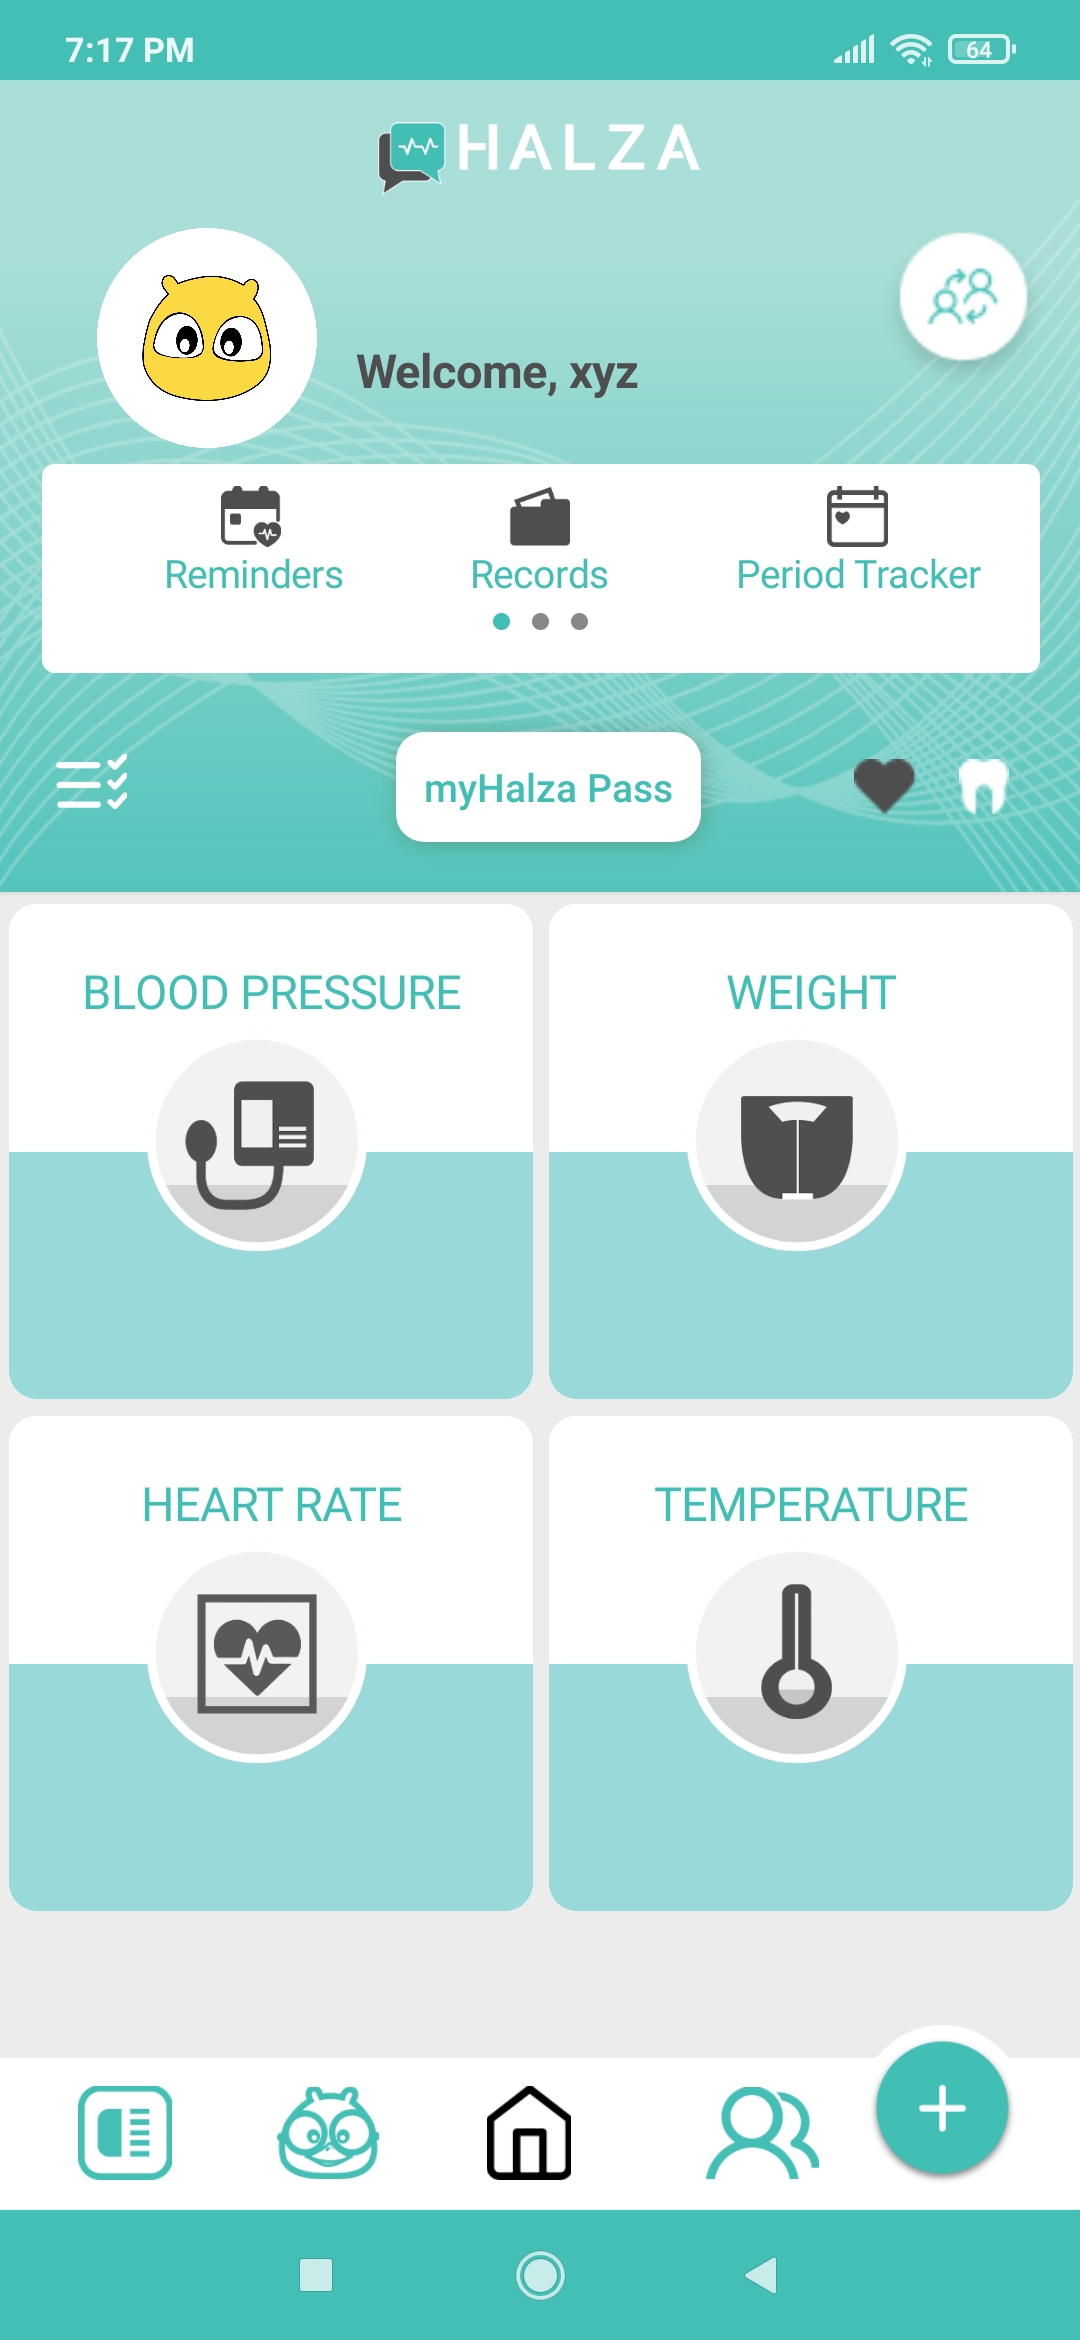 7:17 PM
64
HALZA
Welcome, xyz
Reminders
Records
Period Tracker
myHalza Pass
BLOOD PRESSURE
WEIGHT
HEART RATE
TEMPERATURE